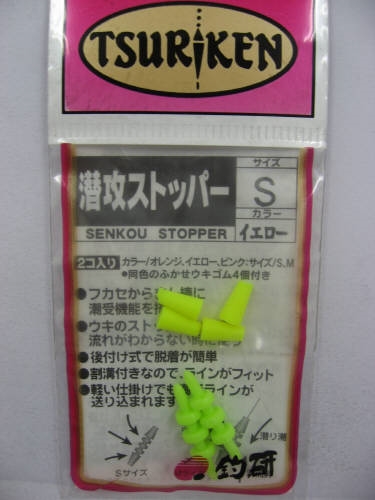 TSURIKEN
潜攻ストッパー
SENKOU STOPPER
サイズ
S
カラー
イエロー
2コ入り カラー/オレンジ、イエロー、ピンク:サイズ/S、M
●同色のふかせウキゴム4個付き
●フカセから
潮受機能を
●ウキのスト
流れがわからない時に使う
●後付け式で脱着が簡単
●割溝付きなので、ラインがフィット
●軽い仕掛けでも ラインが
送り込まれます
Sサイズ
潜り潮
釣研